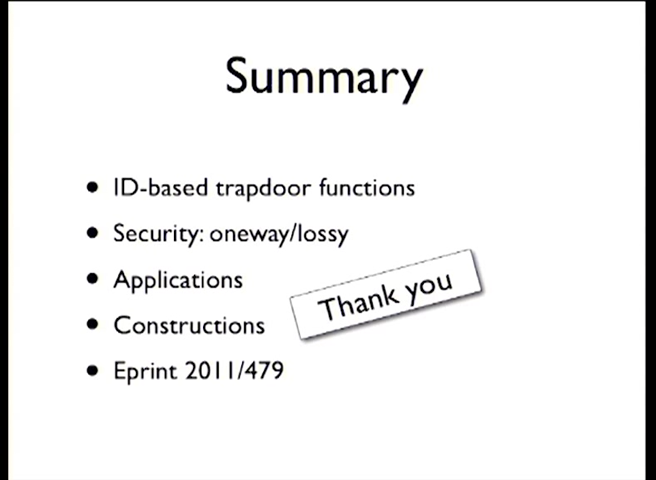 Summary
• ID-based trapdoor functions
• Security: oneway/lossy
• Applications
• Constructions
• Eprint 2011/479
Thank you